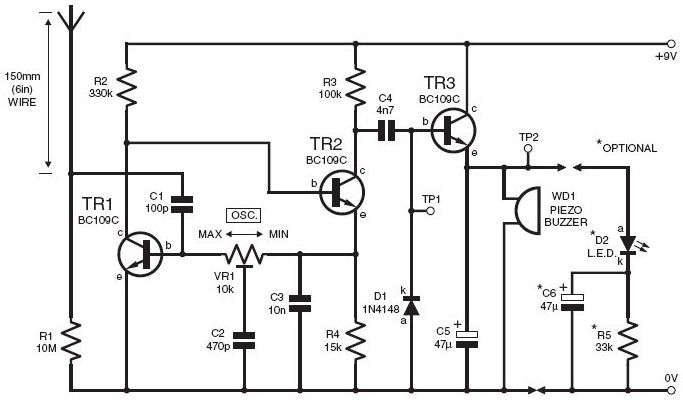 150mm
(6in)
WIRE
R2
330k
R3
100k
C4
4n7
TR3
BC109C
c
b
e
+9V
TP2
*OPTIONAL
TR2
BC109C
c
b
e
TP1
WD1
PIEZO
BUZZER
a
*D2
L.E.D.
k
TR1
BC109C
c
b
e
C1
100p
OSC.
MAX
MIN
VR1
10k
C3
10n
D1
1N4148
k
a
*C6
+
47µ
R1
10M
C2
470p
R4
15k
C5
+
47µ
*R5
33k
0V